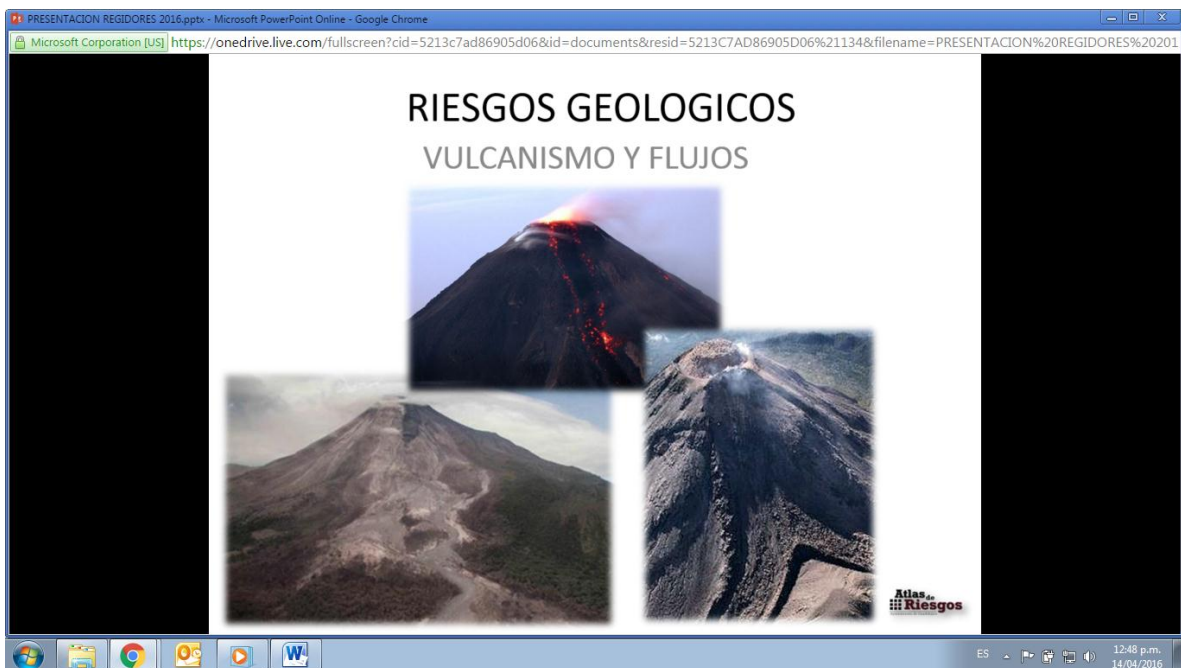 PRESENTACION REGIDORES 2016.pptx - Microsoft PowerPoint Online - Google Chrome
Microsoft Corporation [US] https://onedrive.live.com/fullscreen?cid=5213c7ad86905d06&id=documents&resid=5213C7AD86905D06%21134&filename=PRESENTACION%20REGIDORES%20201
RIESGOS GEOLOGICOS
VULCANISMO Y FLUJOS
Atlas de
Riesgos
ES 12:48 p.m.
14/04/2016